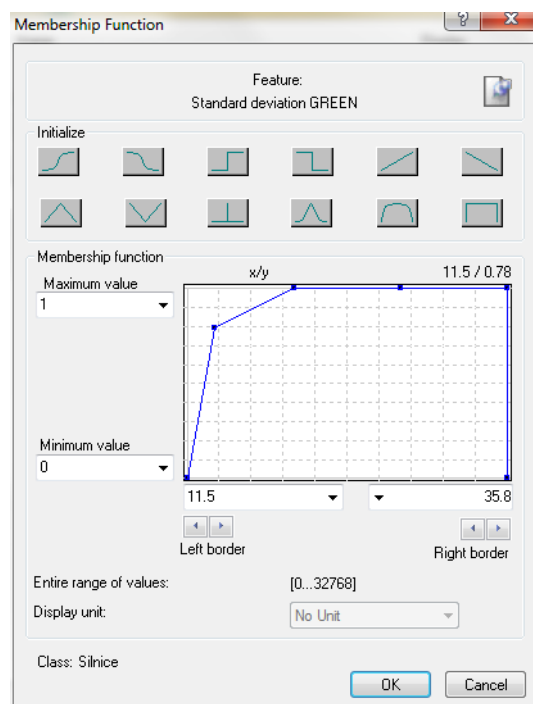 Membership Function
Feature:
Standard deviation GREEN
Initialize
Membership function
Maximum value
x/y
11.5 / 0.78
1
Minimum value
0
11.5
35.8
Left border
Right border
Entire range of values:
[0...32768]
Display unit:
No Unit
Class: Silnice
OK
Cancel